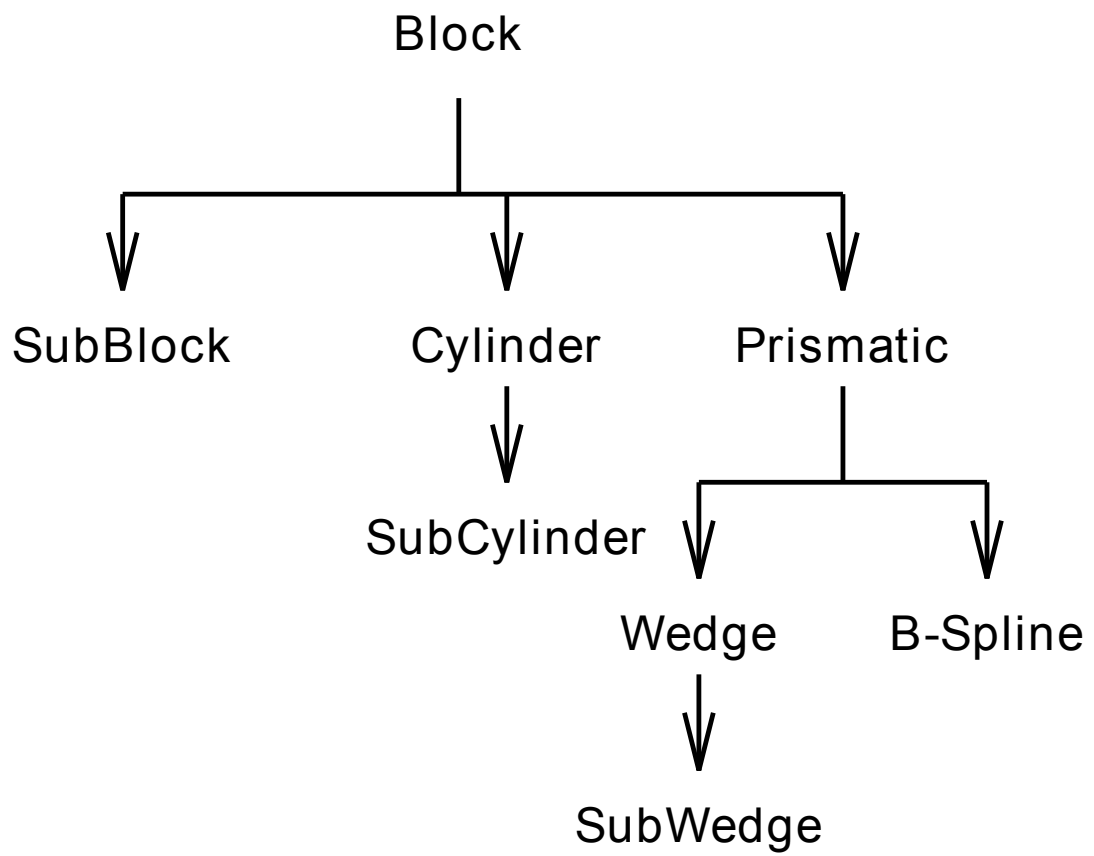 Block
SubBlock
Cylinder
Prismatic
SubCylinder
Wedge
B-Spline
SubWedge